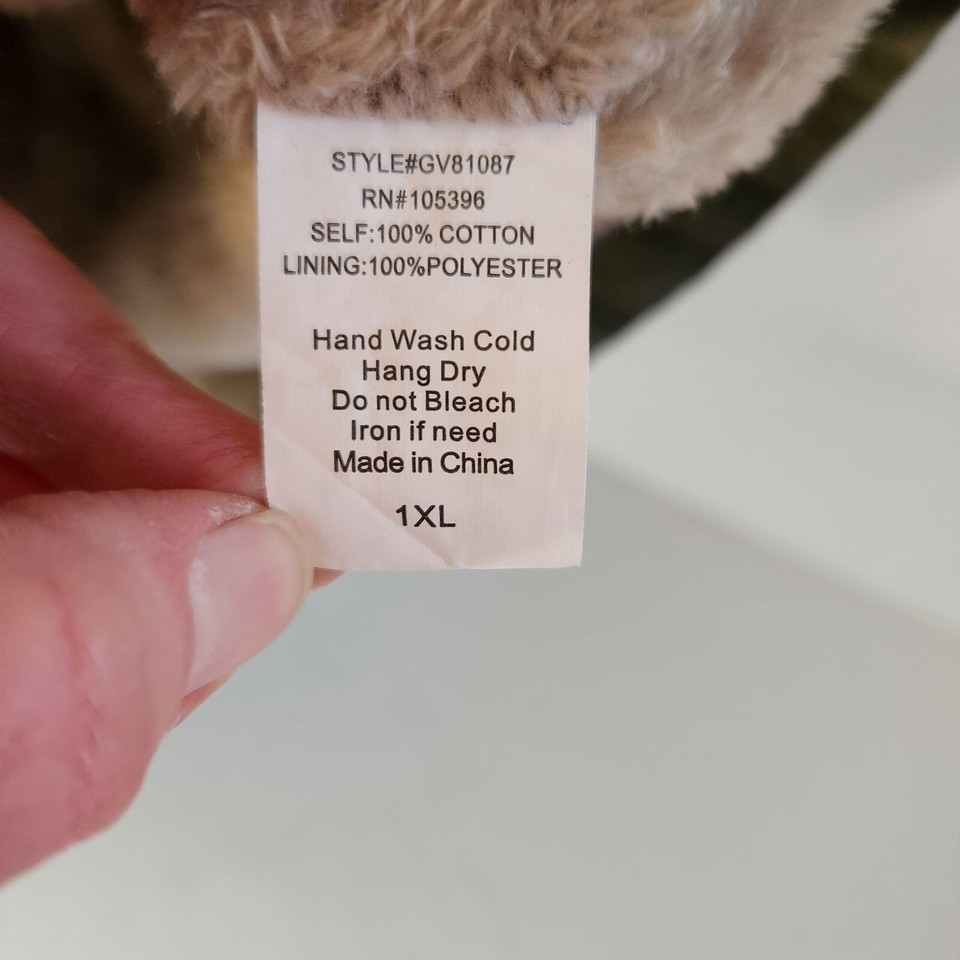 STYLE#GV81087
RN#105396
SELF:100% COTTON
LINING:100%POLYESTER
Hand Wash Cold
Hang Dry
Do not Bleach
Iron if need
Made in China
1XL